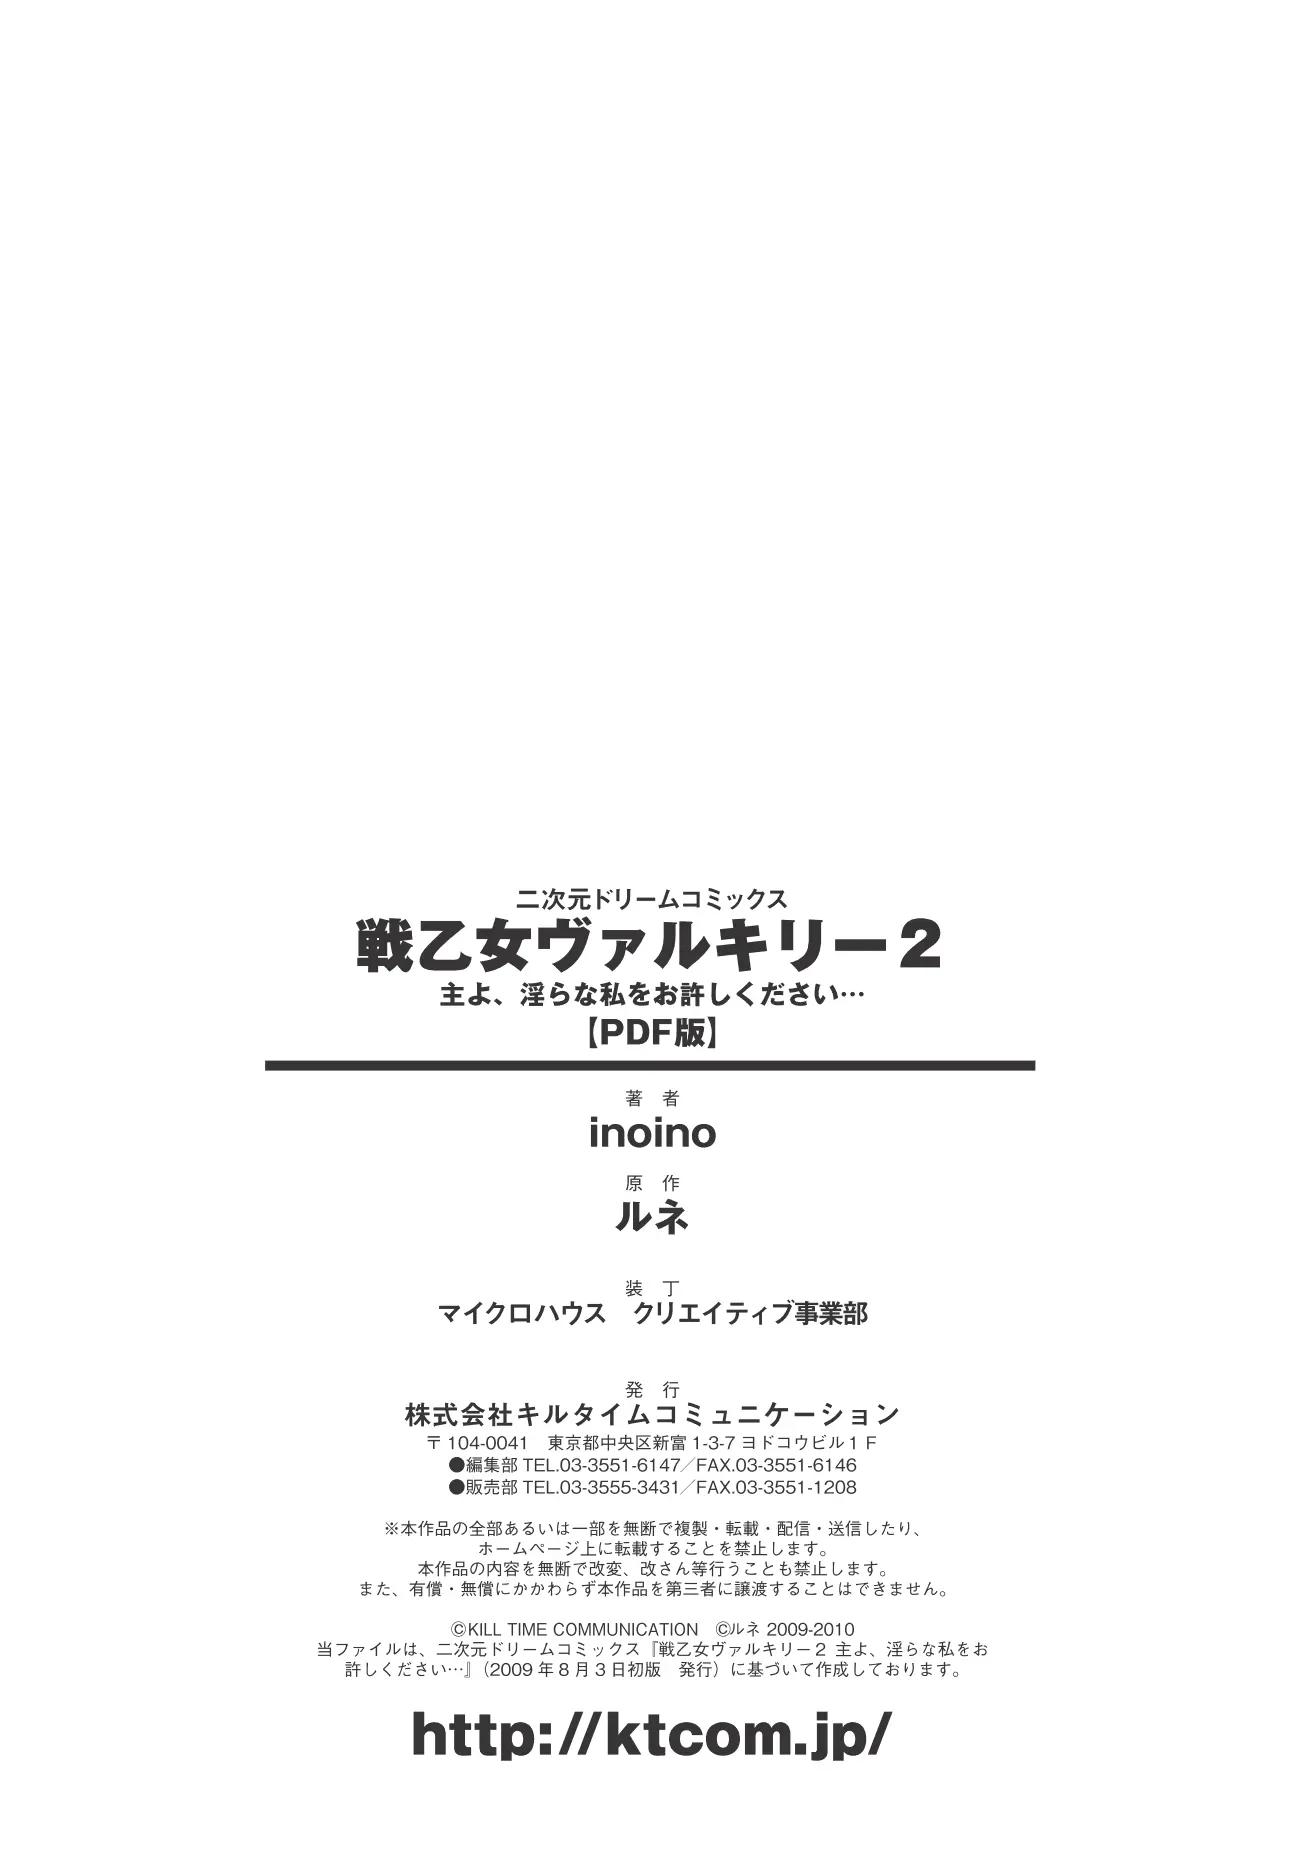 二次元ドリームコミックス
戦乙女ヴァルキリー２
主よ、淫らな私をお許しください…
【PDF版】
著　者
inoino
原　作
ルネ
装　丁
マイクロハウス　クリエイティブ事業部
発　行
株式会社キルタイムコミュニケーション
〒104-0041　東京都中央区新富1-3-7ヨドコウビル１Ｆ
●編集部TEL.03-3551-6147／FAX.03-3551-6146
●販売部TEL.03-3555-3431／FAX.03-3551-1208
※本作品の全部あるいは一部を無断で複製・転載・配信・送信したり、
ホームページ上に転載することを禁止します。
本作品の内容を無断で改変、改さん等行うことも禁止します。
また、有償・無償にかかわらず本作品を第三者に譲渡することはできません。
©KILL TIME COMMUNICATION　©ルネ 2009-2010
当ファイルは、二次元ドリームコミックス『戦乙女ヴァルキリー２ 主よ、淫らな私をお
許しください…』（2009年８月３日初版　発行）に基づいて作成しております。
http://ktcom.jp/